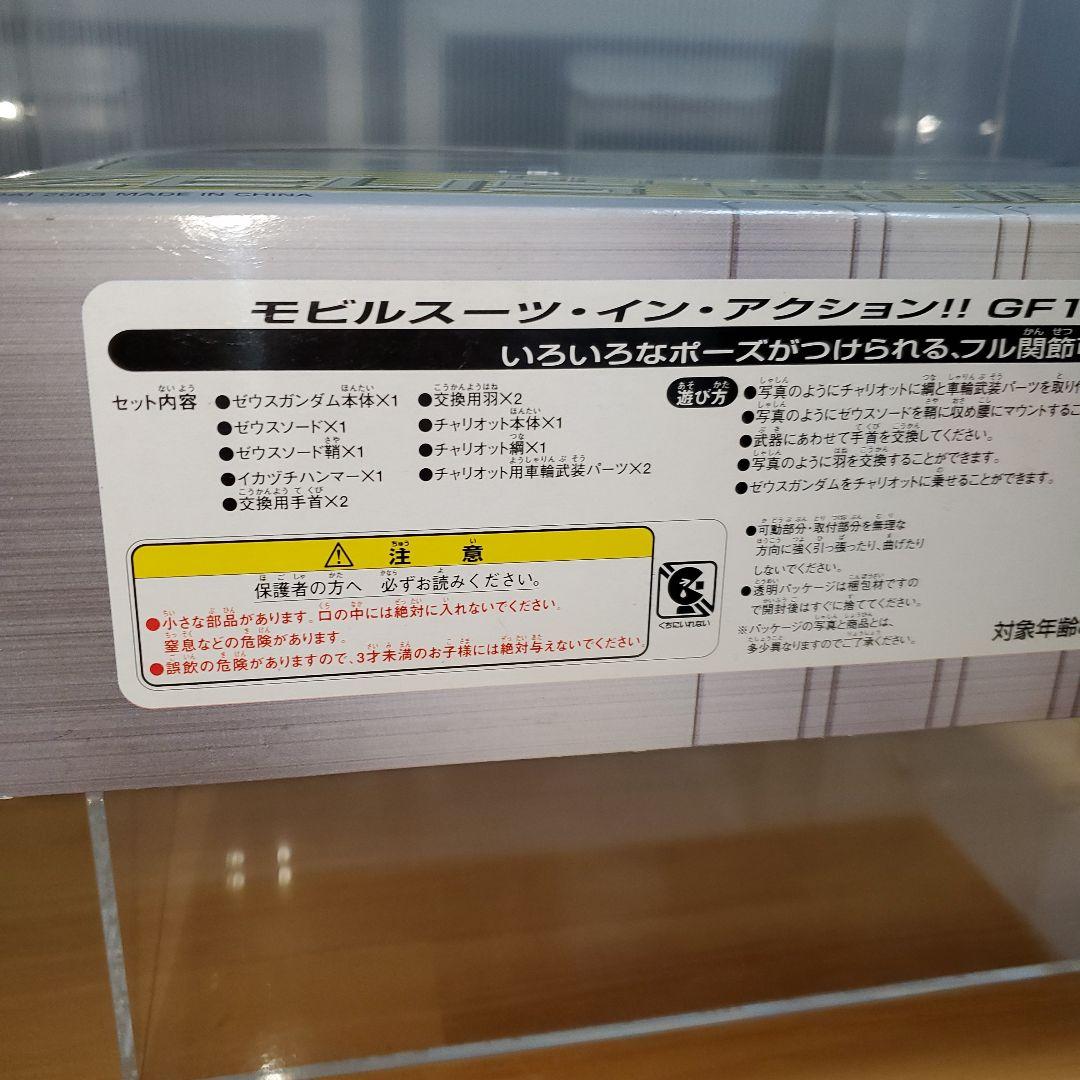 2003 MADE IN CHINA
モビルスーツ・イン・アクション!! GF1
いろいろなポーズがつけられる、フル関節
セット内容
●ゼウスガンダム本体×1
●ゼウスソード×1
●ゼウスソード鞘×1
●イカヅチハンマー×1
●交換用手首×2
●交換用羽×2
●チャリオット本体×1
●チャリオット綱×1
●チャリオット用車輪武装パーツ×2
遊び方
●写真のようにチャリオットに綱と車輪武装パーツを取り
●写真のようにゼウスソードを鞘に収め腰にマウントするこ
●武器にあわせて手首を交換してください。
●写真のように羽を交換することができます。
●ゼウスガンダムをチャリオットに乗せることができます。
●可動部分・取付部分を無理な
方向に強く引っ張ったり、曲げたり
しないでください。
●透明パッケージは梱包材ですの
で開封後はすぐに捨ててください。
※パッケージの写真と商品とは、
多少異なりますのでご了承ください。
対象年齢
注意
保護者の方へ 必ずお読みください。
●小さな部品があります。口の中には絶対に入れないでください。
窒息などの危険があります。
●誤飲の危険がありますので、3才未満のお子様には絶対与えないでください。
くちにいれない